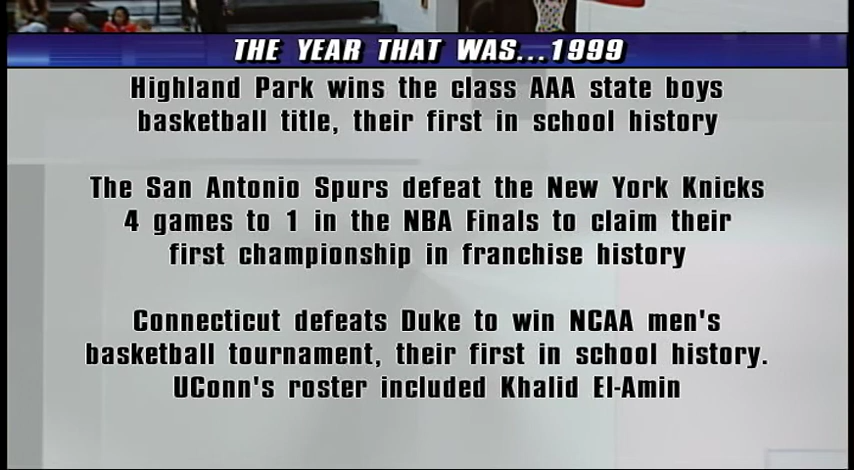 THE YEAR THAT WAS...1999
Highland Park wins the class AAA state boys
basketball title, their first in school history
The San Antonio Spurs defeat the New York Knicks
4 games to 1 in the NBA Finals to claim their
first championship in franchise history
Connecticut defeats Duke to win NCAA men's
basketball tournament, their first in school history.
UConn's roster included Khalid El-Amin